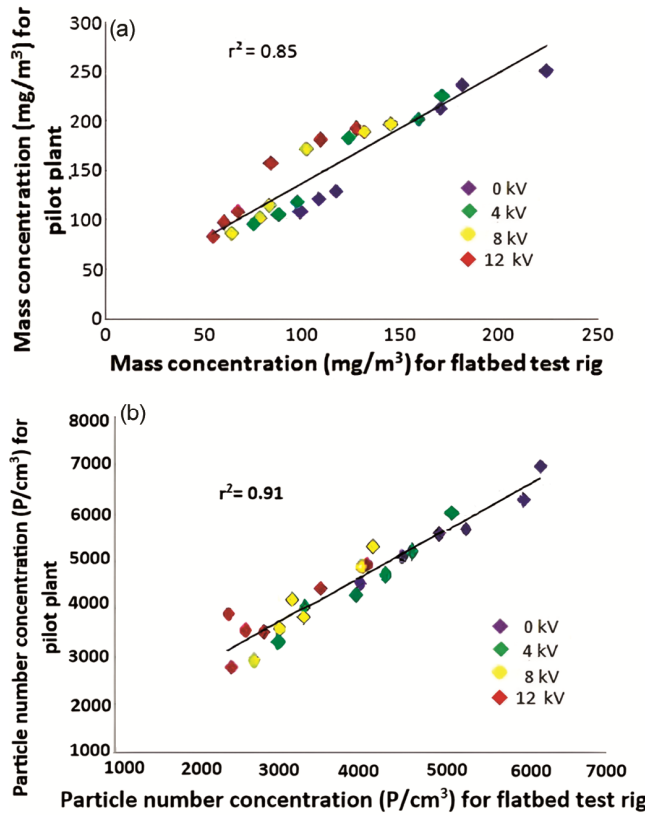 (a)
r² = 0.85
Mass concentrattion (mg/m³) for
pilot plant
300
250
200
150
100
50
0
0 kV
4 kV
8 kV
12 kV
50
100
150
200
250
Mass concentration (mg/m³) for flatbed test rig
(b)
r²= 0.91
Particle number concentration (P/cm³) for
pilot plant
8000
7000
6000
5000
4000
3000
2000
1000
0 kV
4 kV
8 kV
12 kV
1000
2000
3000
4000
5000
6000
7000
Particle number concentration (P/cm³) for flatbed test rig